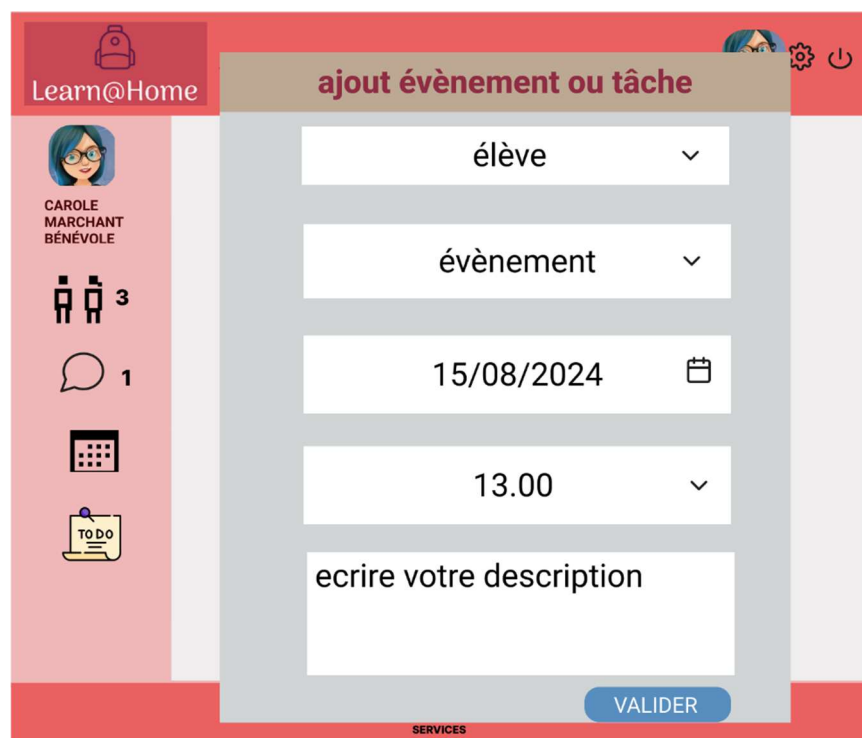 Learn@Home
ajout évènement ou tâche
CAROLE
MARCHANT
BÉNÉVOLE
3
1
TO DO
élève
évènement
15/08/2024
13.00
ecrire votre description
VALIDER
SERVICES